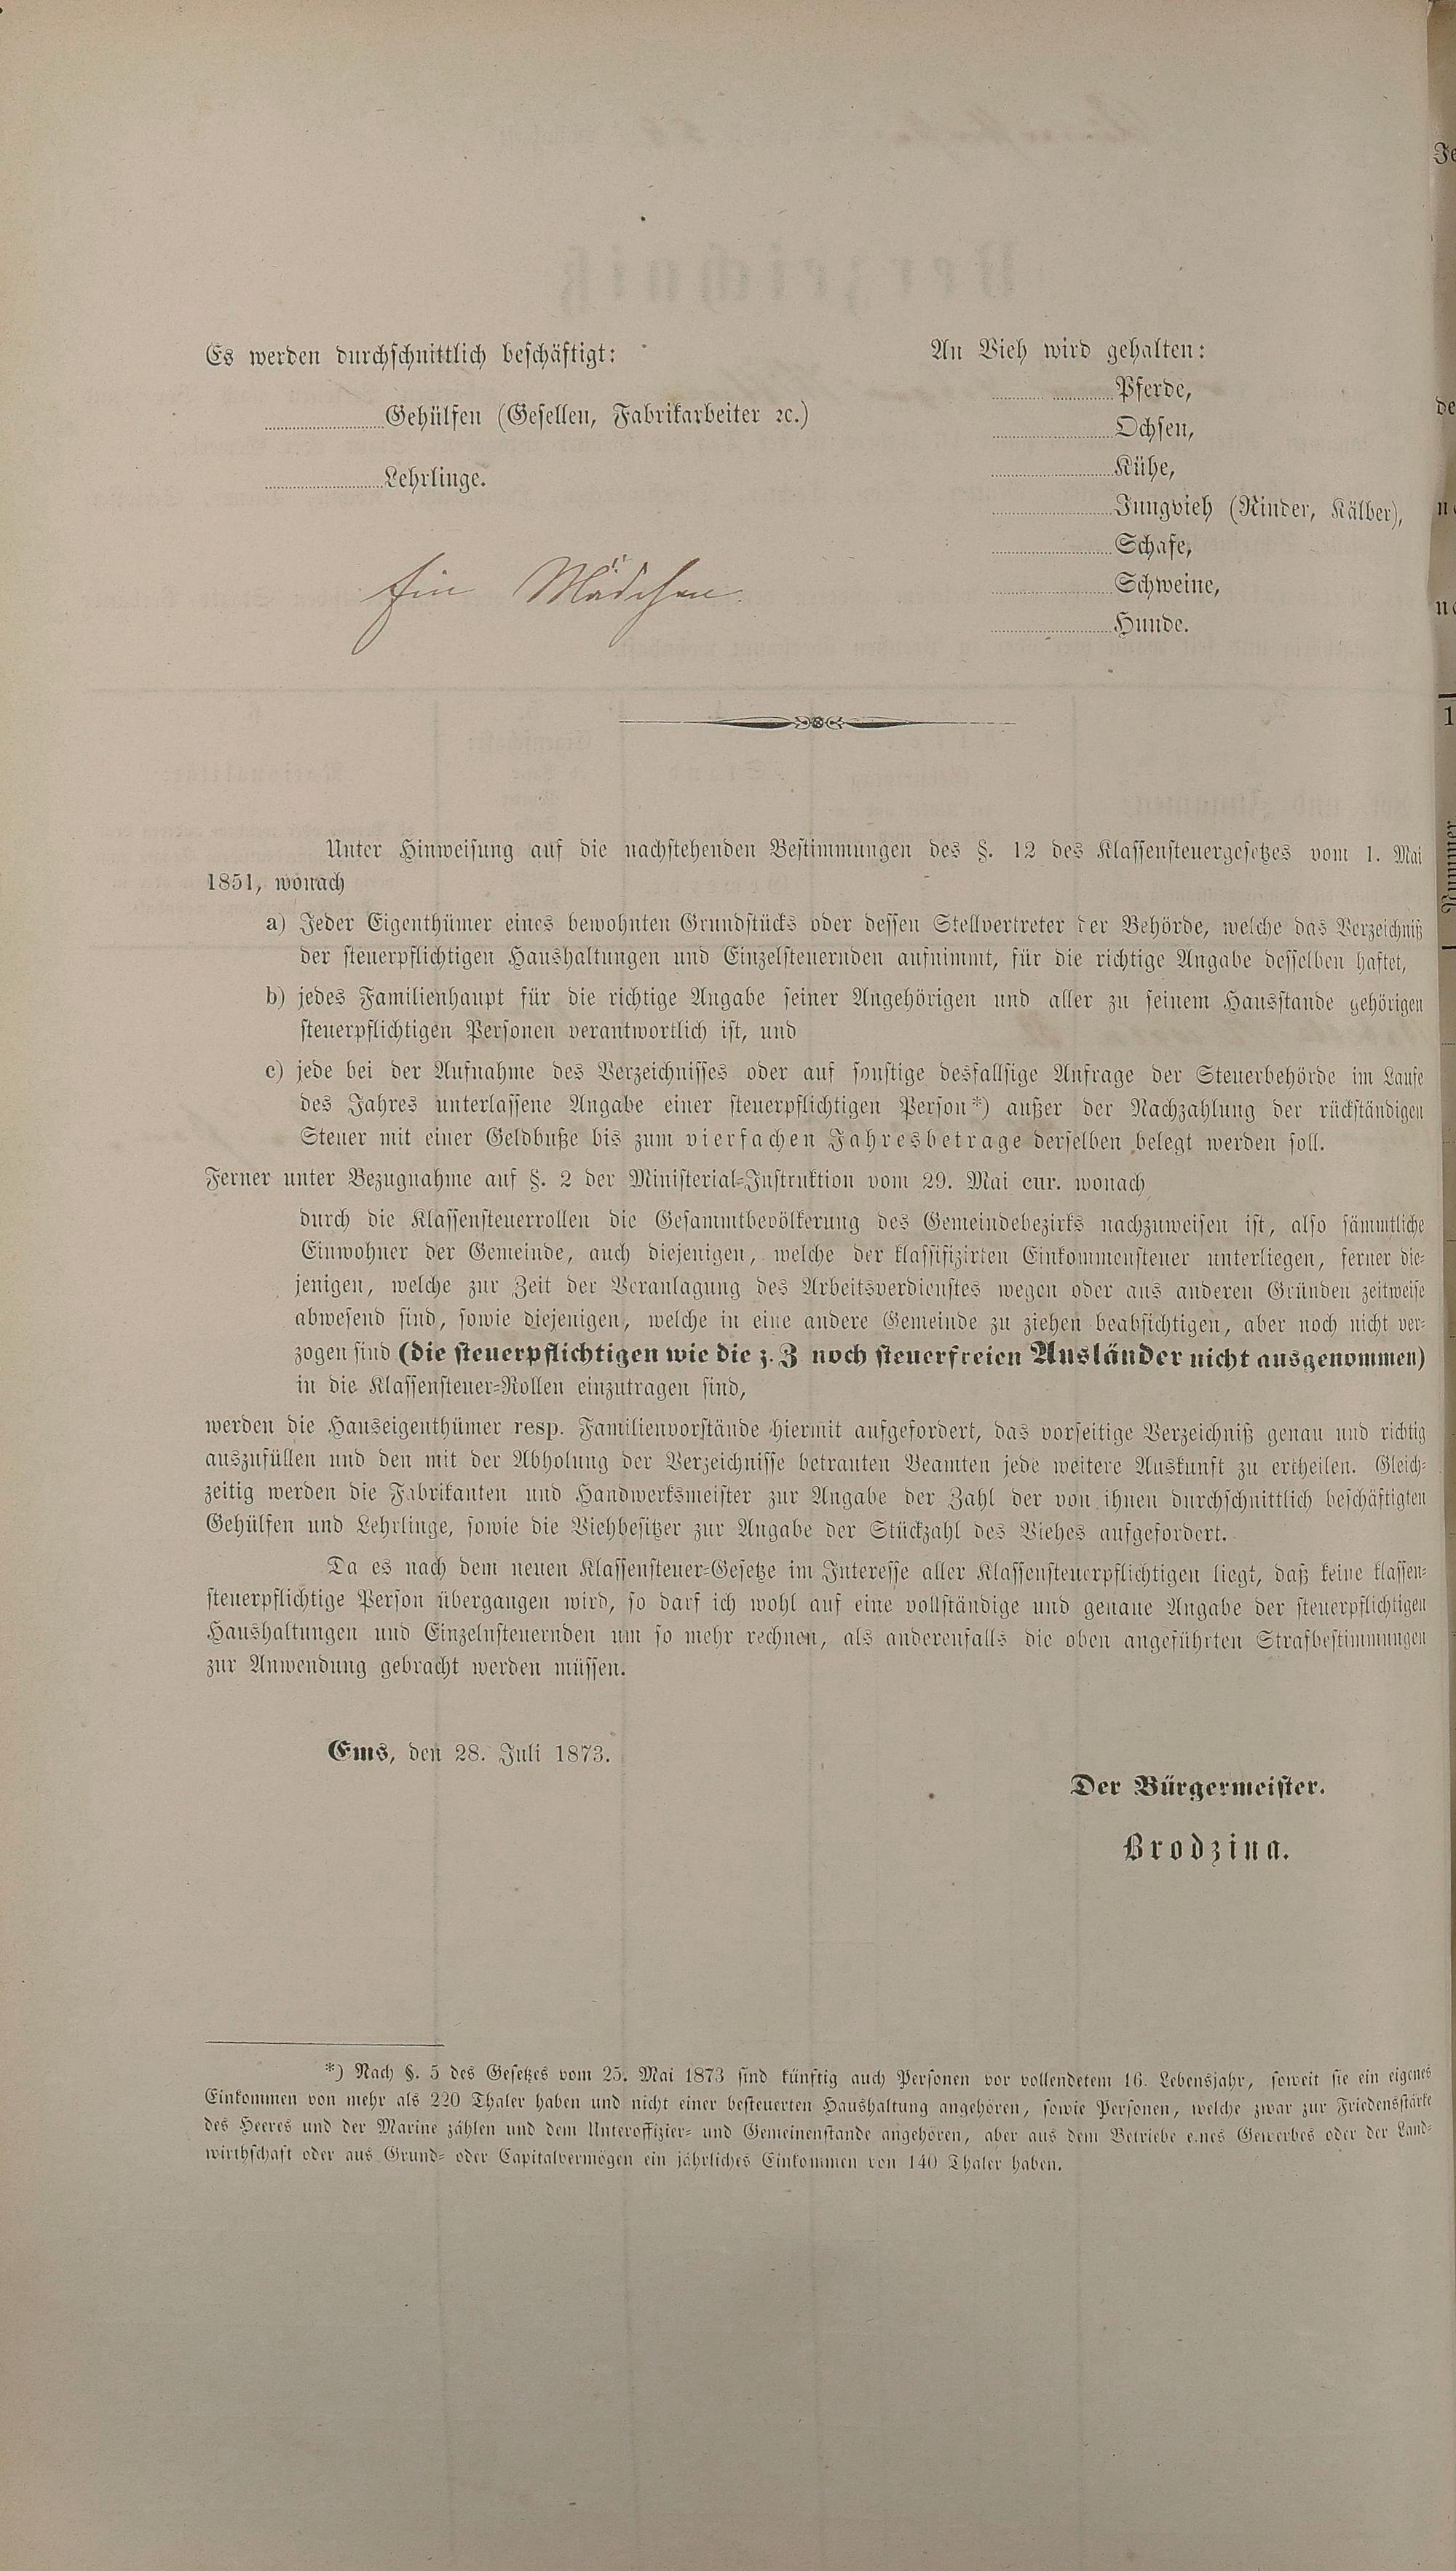 Es werden durchschnittlich beschäftigt:
Gehülfen (Gesellen, Fabrikarbeiter ꝛc.)
Lehrlinge.
Ein Mädchen.
An Vieh wird gehalten:
Pferde,
Ochsen,
Kühe,
Jungvieh (Rinder, Kälber),
Schafe,
Schweine,
Hunde.
Unter Hinweisung auf die nachstehenden Bestimmungen des §. 12 des Klassensteuergesetzes vom 1. Mai
1851, wonach
a) Jeder Eigenthümer eines bewohnten Grundstücks oder dessen Stellvertreter der Behörde, welche das Verzeichniß
der steuerpflichtigen Haushaltungen und Einzelsteuernden aufnimmt, für die richtige Angabe desselben haftet,
b) jedes Familienhaupt für die richtige Angabe seiner Angehörigen und aller zu seinem Hausstande gehörigen
steuerpflichtigen Personen verantwortlich ist, und
c) jede bei der Aufnahme des Verzeichnisses oder auf sonstige desfallsige Anfrage der Steuerbehörde im Laufe
des Jahres unterlassene Angabe einer steuerpflichtigen Person*) außer der Nachzahlung der rückständigen
Steuer mit einer Geldbuße bis zum vierfachen Jahresbetrage derselben belegt werden soll.
Ferner unter Bezugnahme auf §. 2 der Ministerial-Instruktion vom 29. Mai cur. wonach
durch die Klassensteuerrollen die Gesammtbevölkerung des Gemeindebezirks nachzuweisen ist, also sämmtliche
Einwohner der Gemeinde, auch diejenigen, welche der klassifizirten Einkommensteuer unterliegen, ferner die-
jenigen, welche zur Zeit der Veranlagung des Arbeitsverdienstes wegen oder aus anderen Gründen zeitweise
abwesend sind, sowie diejenigen, welche in eine andere Gemeinde zu ziehen beabsichtigen, aber noch nicht ver-
zogen sind (die steuerpflichtigen wie die z. Z noch steuerfreien Ausländer nicht ausgenommen)
in die Klassensteuer-Rollen einzutragen sind,
werden die Hauseigenthümer resp. Familienvorstände hiermit aufgefordert, das vorseitige Verzeichniß genau und richtig
auszufüllen und den mit der Abholung der Verzeichnisse betrauten Beamten jede weitere Auskunft zu ertheilen. Gleich-
zeitig werden die Fabrikanten und Handwerksmeister zur Angabe der Zahl der von ihnen durchschnittlich beschäftigten
Gehülfen und Lehrlinge, sowie die Viehbesitzer zur Angabe der Stückzahl des Viehes aufgefordert.
Da es nach dem neuen Klassensteuer-Gesetze im Interesse aller Klassensteuerpflichtigen liegt, daß keine klassen-
steuerpflichtige Person übergangen wird, so darf ich wohl auf eine vollständige und genaue Angabe der steuerpflichtigen
Haushaltungen und Einzelnsteuernden um so mehr rechnen, als anderenfalls die oben angeführten Strafbestimmungen
zur Anwendung gebracht werden müssen.
Ems, den 28. Juli 1873.
Der Bürgermeister.
Brodzina.
*) Nach §. 5 des Gesetzes vom 25. Mai 1873 sind künftig auch Personen vor vollendetem 16. Lebensjahr, soweit sie ein eigenes
Einkommen von mehr als 220 Thaler haben und nicht einer besteuerten Haushaltung angehören, sowie Personen, welche zwar zur Friedensstärke
des Heeres und der Marine zählen und dem Unteroffizier- und Gemeinenstande angehören, aber aus dem Betriebe eines Gewerbes oder der Land-
wirthschaft oder aus Grund- oder Capitalvermögen ein jährliches Einkommen von 140 Thaler haben.